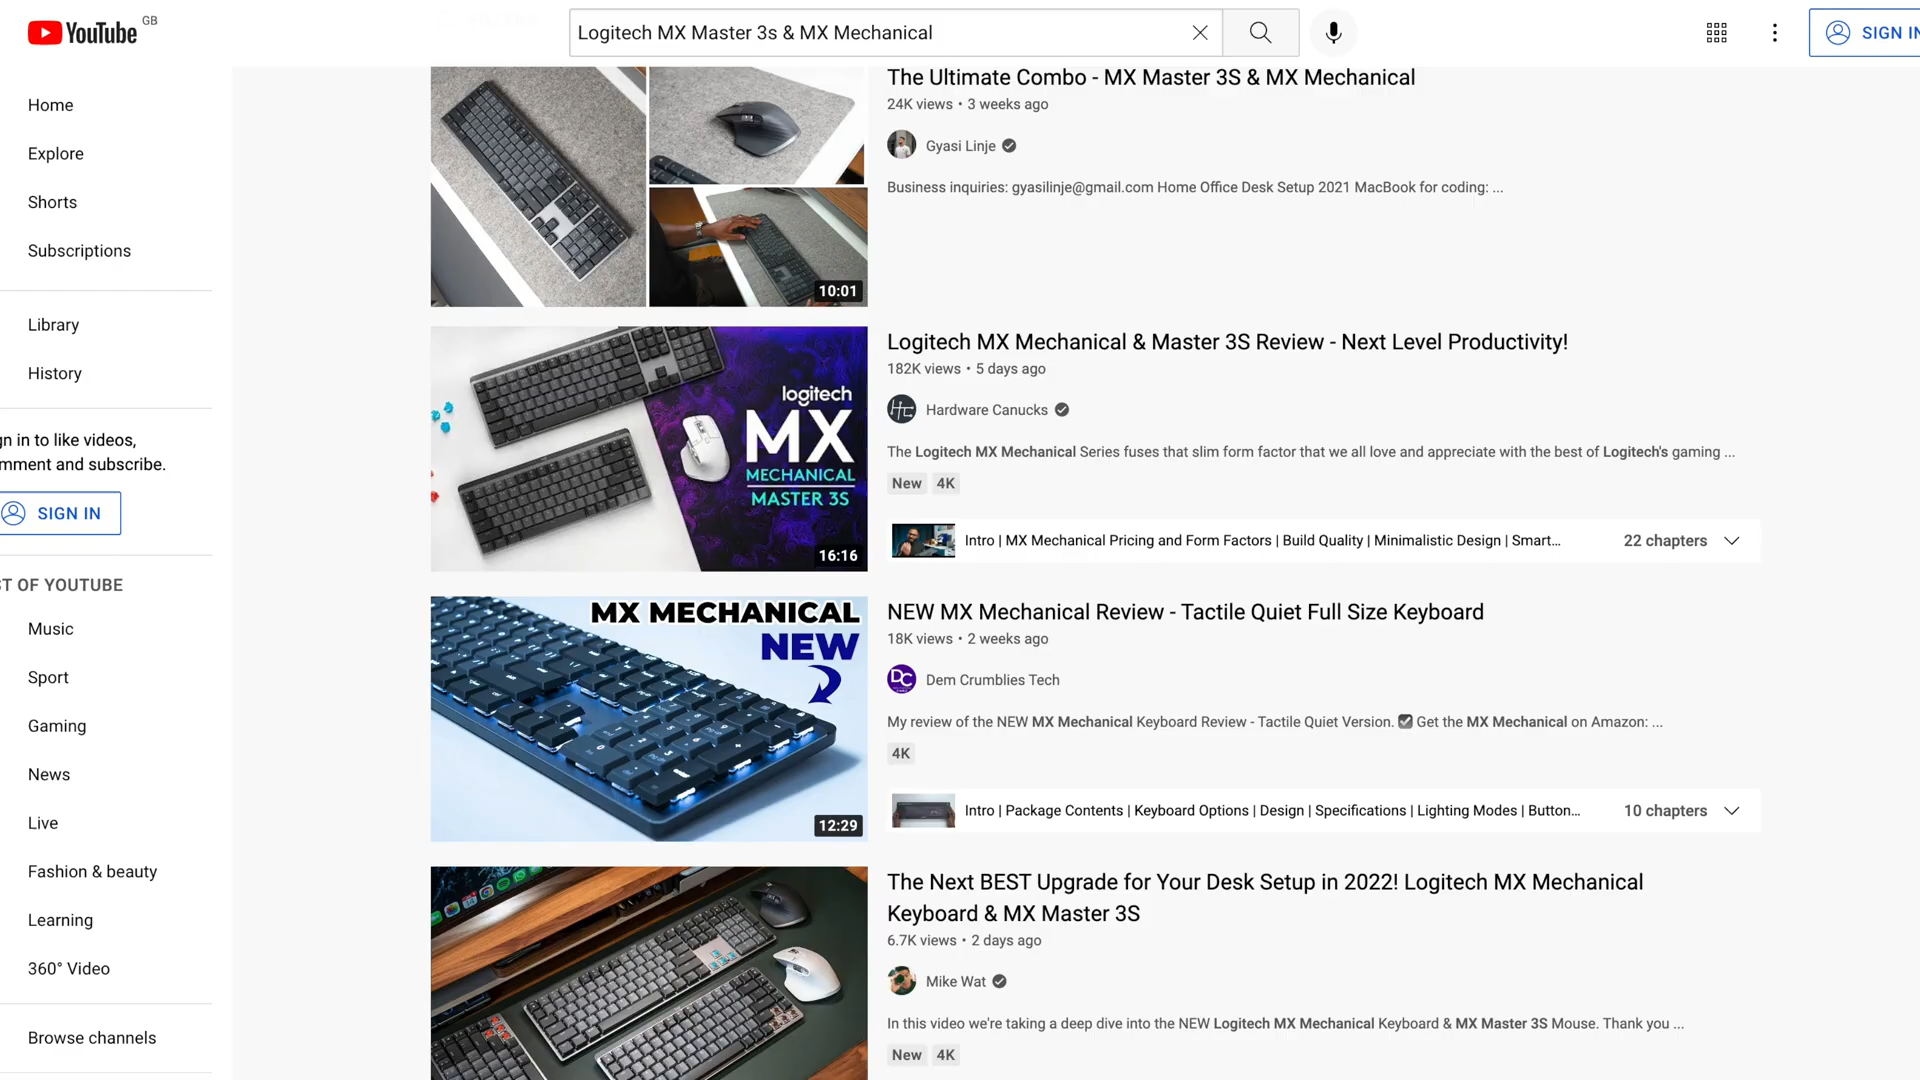 YouTube GB
Logitech MX Master 3s & MX Mechanical
SIGN IN
Home
Explore
Shorts
Subscriptions
Library
History
gn in to like videos,
mment and subscribe.
SIGN IN
ST OF YOUTUBE
Music
Sport
Gaming
News
Live
Fashion & beauty
Learning
360° Video
Browse channels
10:01
The Ultimate Combo - MX Master 3S & MX Mechanical
24K views • 3 weeks ago
Gyasi Linje
Business inquiries: gyasilinje@gmail.com Home Office Desk Setup 2021 MacBook for coding: ...
logitech
MX
MECHANICAL
MASTER 3S
16:16
Logitech MX Mechanical & Master 3S Review - Next Level Productivity!
182K views • 5 days ago
Hardware Canucks
The Logitech MX Mechanical Series fuses that slim form factor that we all love and appreciate with the best of Logitech's gaming ...
New 4K
Intro | MX Mechanical Pricing and Form Factors | Build Quality | Minimalistic Design | Smart...
22 chapters
MX MECHANICAL
NEW
12:29
NEW MX Mechanical Review - Tactile Quiet Full Size Keyboard
18K views • 2 weeks ago
DC
Dem Crumblies Tech
My review of the NEW MX Mechanical Keyboard Review - Tactile Quiet Version. ☑ Get the MX Mechanical on Amazon: ...
4K
Intro | Package Contents | Keyboard Options | Design | Specifications | Lighting Modes | Button...
10 chapters
The Next BEST Upgrade for Your Desk Setup in 2022! Logitech MX Mechanical
Keyboard & MX Master 3S
6.7K views • 2 days ago
Mike Wat
In this video we're taking a deep dive into the NEW Logitech MX Mechanical Keyboard & MX Master 3S Mouse. Thank you ...
New 4K